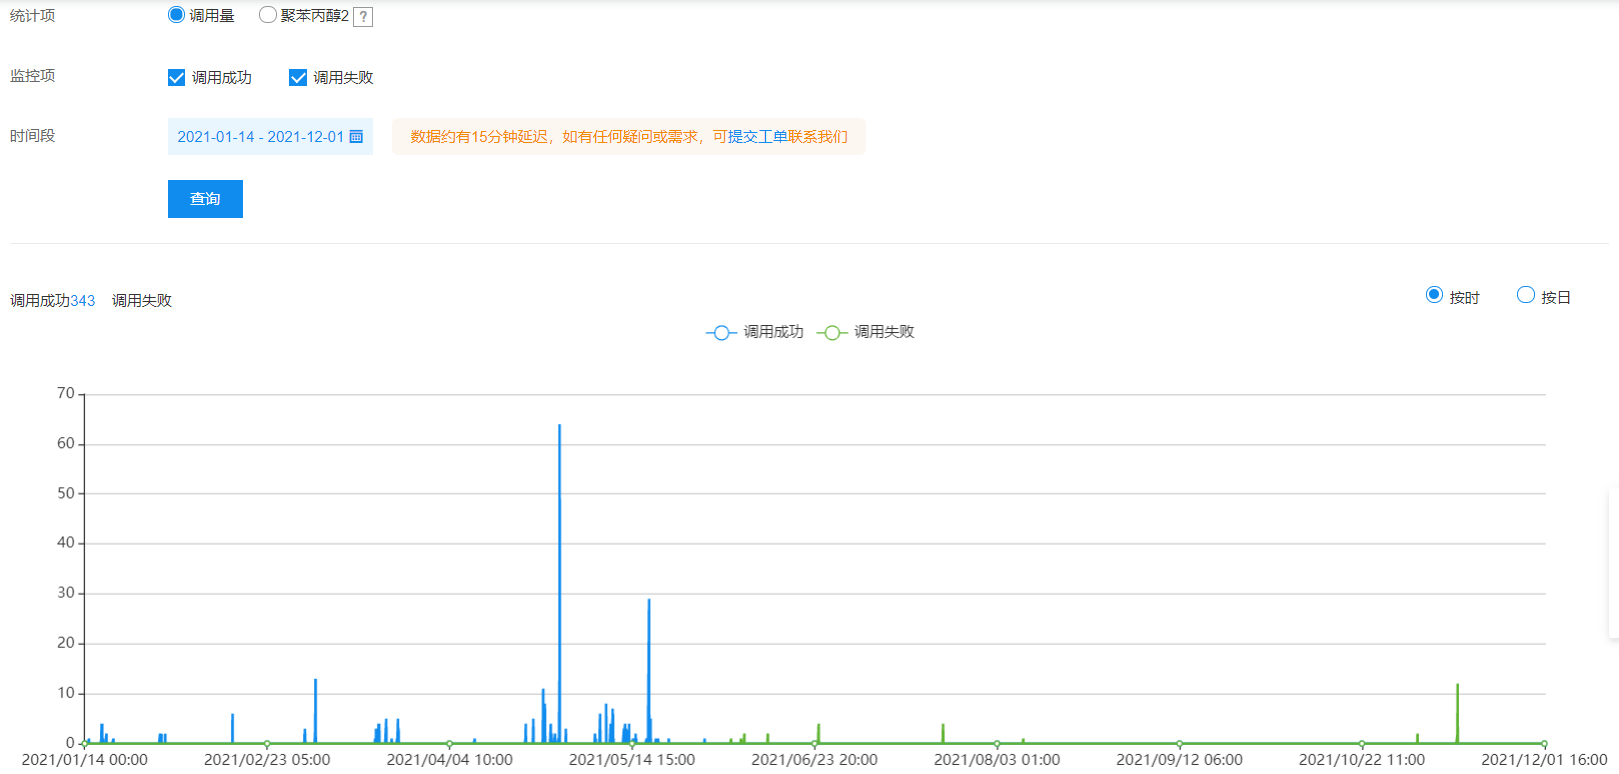 统计项 调用量 聚苯丙醇2 ?
监控项 调用成功 调用失败
时间段 2021-01-14 - 2021-12-01 数据约有15分钟延迟，如有任何疑问或需求，可提交工单联系我们
查询
调用成功343 调用失败 按时 按日
调用成功 调用失败
70
60
50
40
30
20
10
0
2021/01/14 00:00 2021/02/23 05:00 2021/04/04 10:00 2021/05/14 15:00 2021/06/23 20:00 2021/08/03 01:00 2021/09/12 06:00 2021/10/22 11:00 2021/12/01 16:00